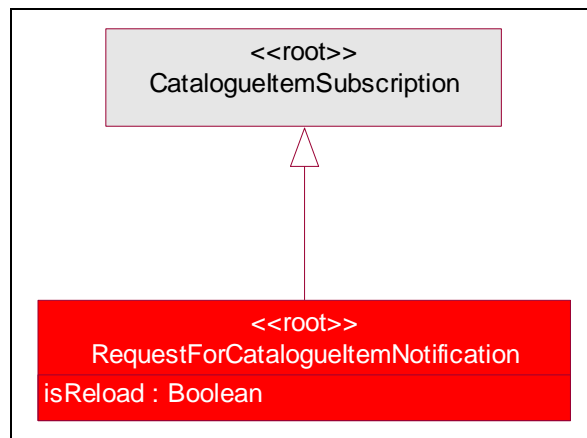 <<root>>
CatalogueItemSubscription
<<root>>
RequestForCatalogueItemNotification
isReload : Boolean